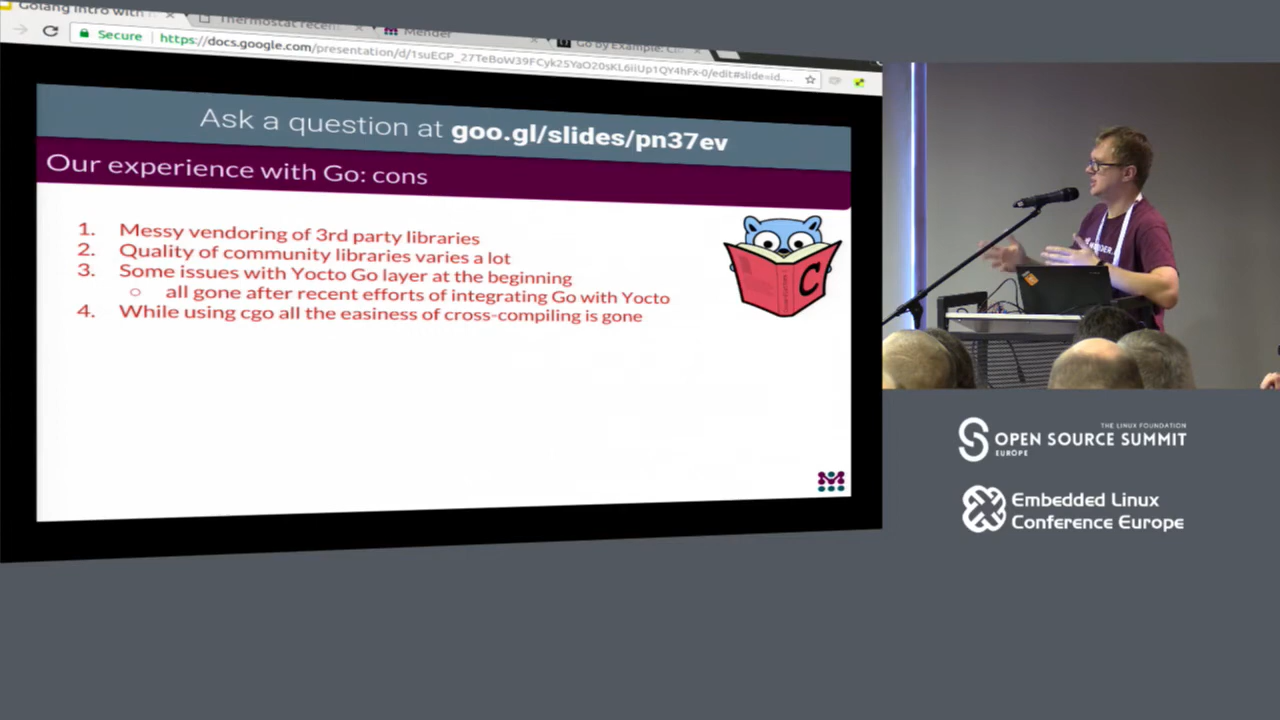 Golang intro with
Thermostat recen
Mender
Go by Example: C
Secure https://docs.google.com/presentation/d/1suEGP_27TeBoW39FCyk25YaO20sKL6iiUp1QY4hFx-0/edit#slide=id....
Ask a question at goo.gl/slides/pn37ev
Our experience with Go: cons
1. Messy vendoring of 3rd party libraries
2. Quality of community libraries varies a lot
3. Some issues with Yocto Go layer at the beginning
○ all gone after recent efforts of integrating Go with Yocto
4. While using cgo all the easiness of cross-compiling is gone
C
THE LINUX FOUNDATION
OPEN SOURCE SUMMIT
EUROPE
Embedded Linux
Conference Europe